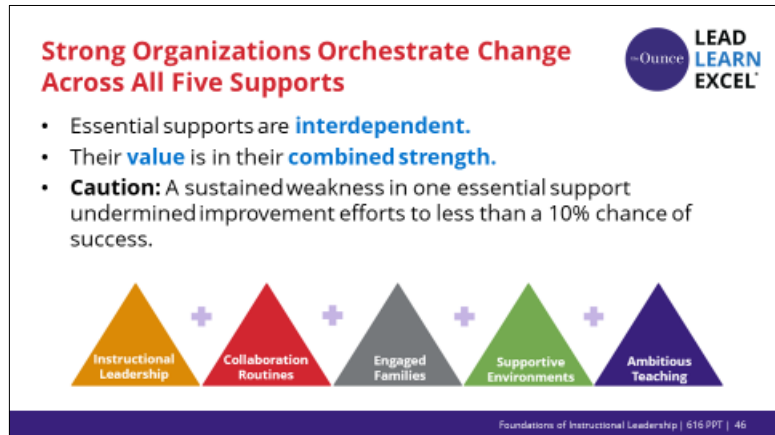 Strong Organizations Orchestrate Change
Across All Five Supports
the Ounce
LEAD
LEARN
EXCEL
• Essential supports are interdependent.
• Their value is in their combined strength.
• Caution: A sustained weakness in one essential support
undermined improvement efforts to less than a 10% chance of
success.
Instructional
Leadership
+
Collaboration
Routines
+
Engaged
Families
+
Supportive
Environments
+
Ambitious
Teaching
Foundations of Instructional Leadership | 616 PPT | 46